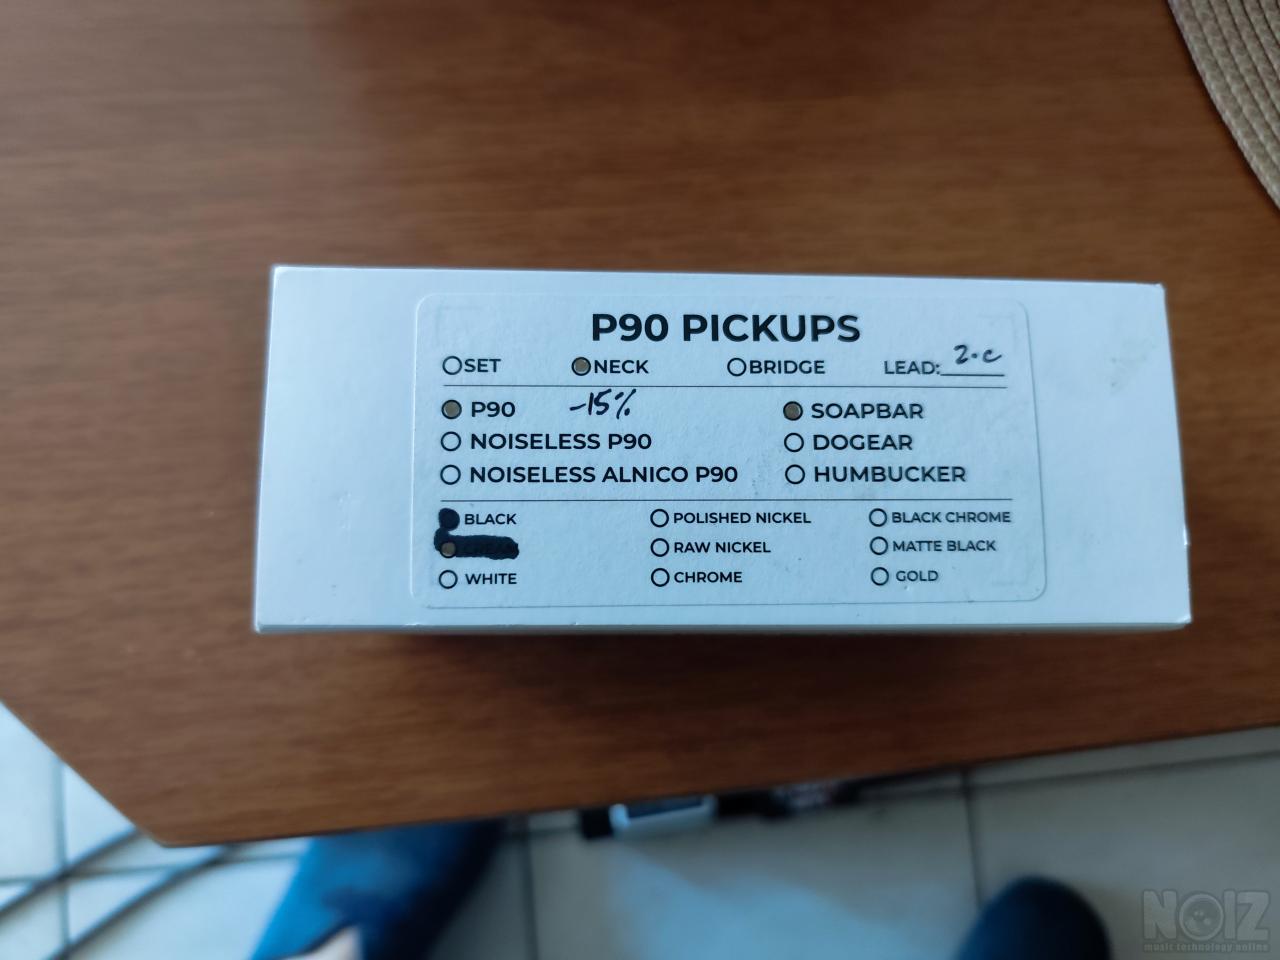 P90 PICKUPS
SET NECK BRIDGE LEAD: 2.c
P90 -15% SOAPBAR
NOISELESS P90 DOGEAR
NOISELESS ALNICO P90 HUMBUCKER
BLACK POLISHED NICKEL BLACK CHROME
RAW NICKEL MATTE BLACK
WHITE CHROME GOLD
NOIZ
music technology online